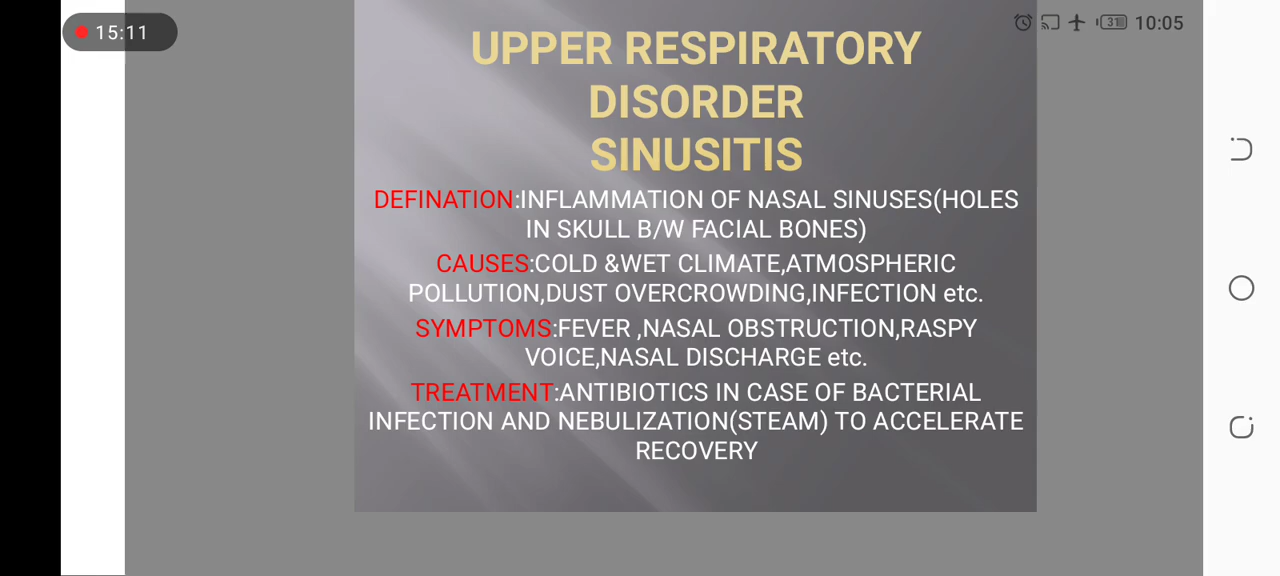 15:11
31
10:05
UPPER RESPIRATORY
DISORDER
SINUSITIS
DEFINATION:INFLAMMATION OF NASAL SINUSES(HOLES
IN SKULL B/W FACIAL BONES)
CAUSES:COLD &WET CLIMATE,ATMOSPHERIC
POLLUTION,DUST OVERCROWDING,INFECTION etc.
SYMPTOMS:FEVER ,NASAL OBSTRUCTION,RASPY
VOICE,NASAL DISCHARGE etc.
TREATMENT:ANTIBIOTICS IN CASE OF BACTERIAL
INFECTION AND NEBULIZATION(STEAM) TO ACCELERATE
RECOVERY